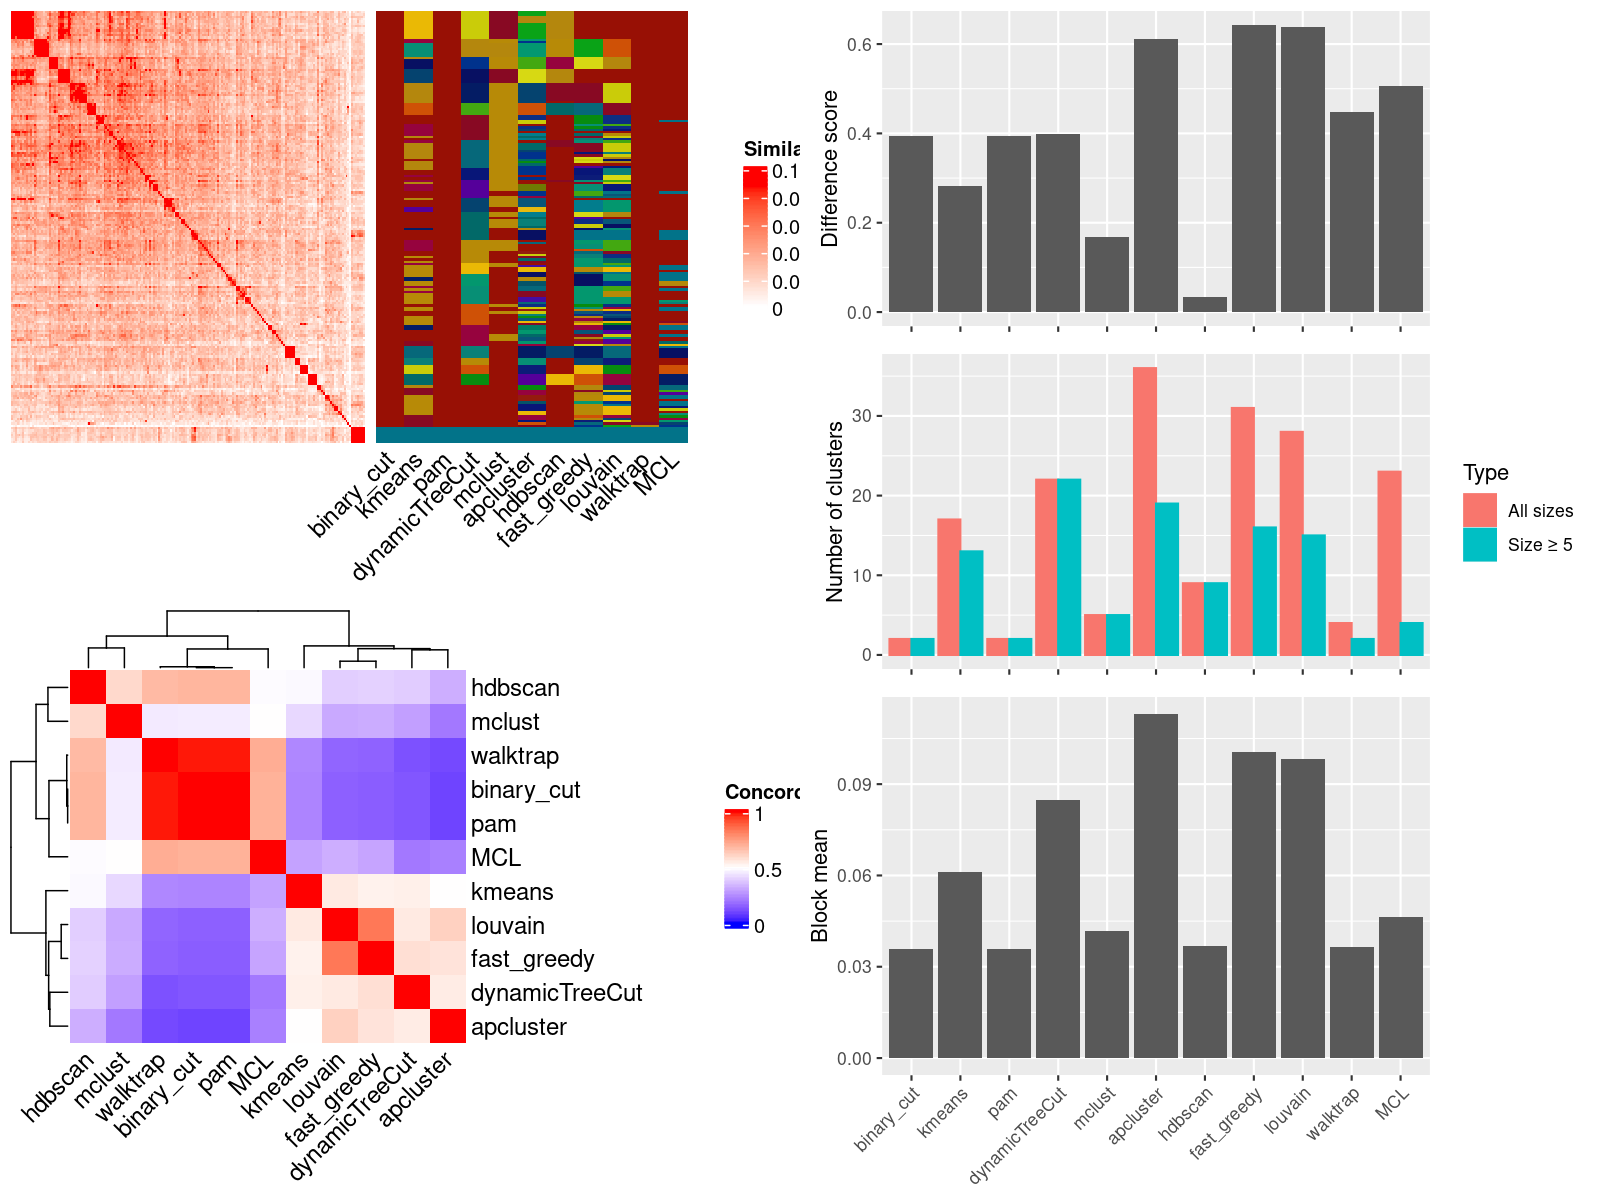 Simila
0.1
0.0
0.0
0.0
0.0
0
binary_cut
kmeans
pam
dynamicTreeCut
mclust
apcluster
hdbscan
fast_greedy
louvain
walktrap
MCL
hdbscan
mclust
walktrap
binary_cut
pam
MCL
kmeans
louvain
fast_greedy
dynamicTreeCut
apcluster
hdbscan
mclust
walktrap
binary_cut
pam
MCL
kmeans
louvain
fast_greedy
dynamicTreeCut
apcluster
Concord
1
0.5
0
Difference score
0.6
0.4
0.2
0.0
Number of clusters
30
20
10
0
Type
All sizes
Size ≥ 5
Block mean
0.09
0.06
0.03
0.00
binary_cut
kmeans
pam
dynamicTreeCut
mclust
apcluster
hdbscan
fast_greedy
louvain
walktrap
MCL